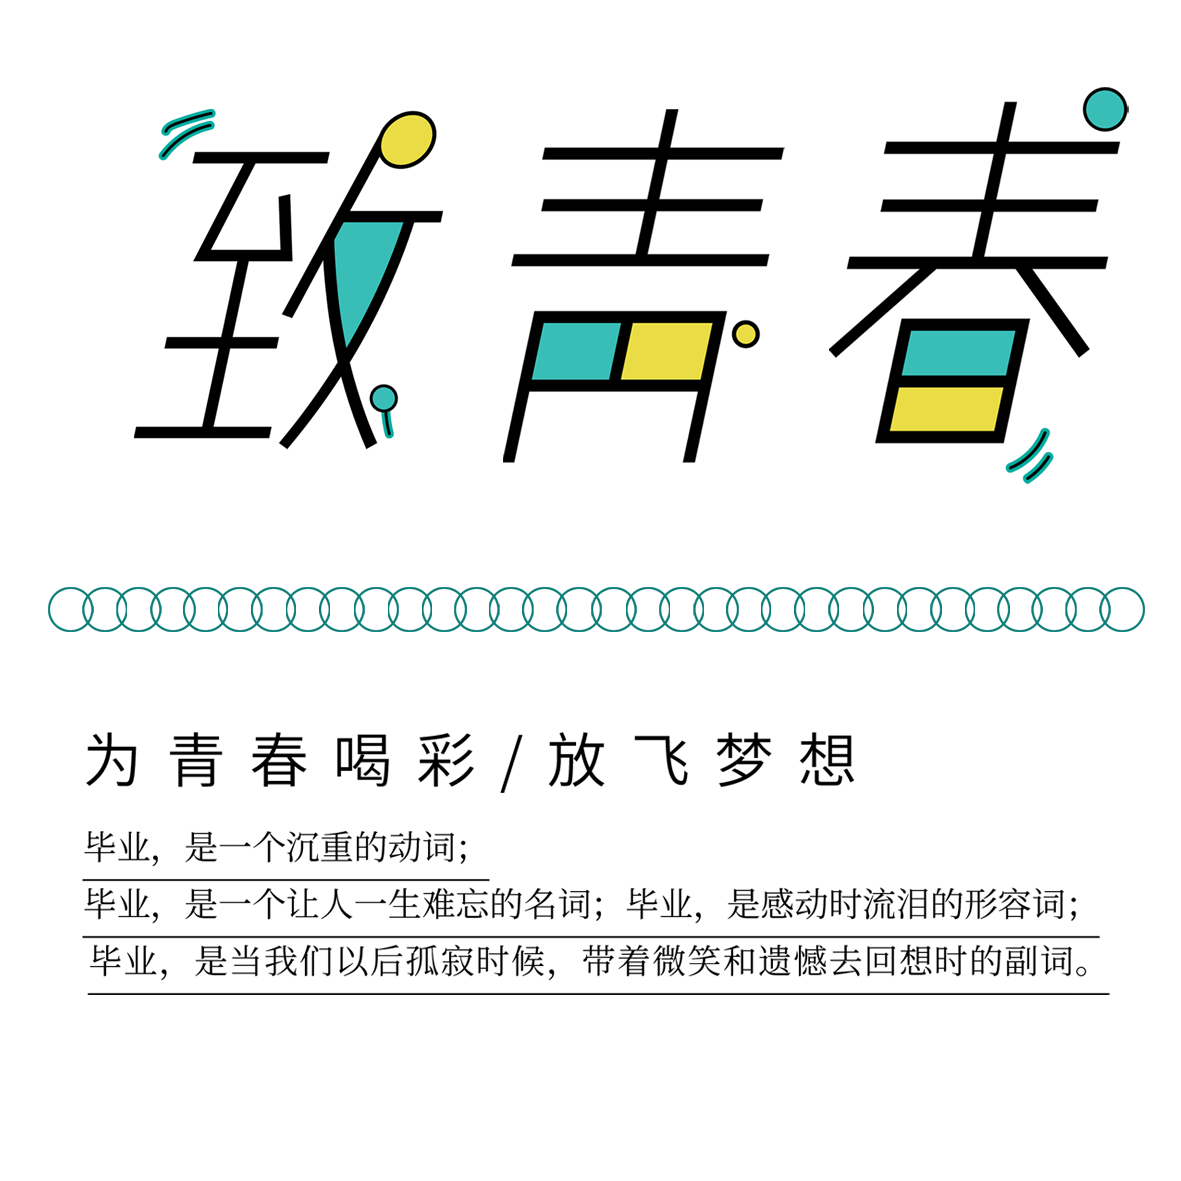 致青春
为青春喝彩/放飞梦想
毕业，是一个沉重的动词；
毕业，是一个让人一生难忘的名词；毕业，是感动时流泪的形容词；
毕业，是当我们以后孤寂时候，带着微笑和遗憾去回想时的副词。